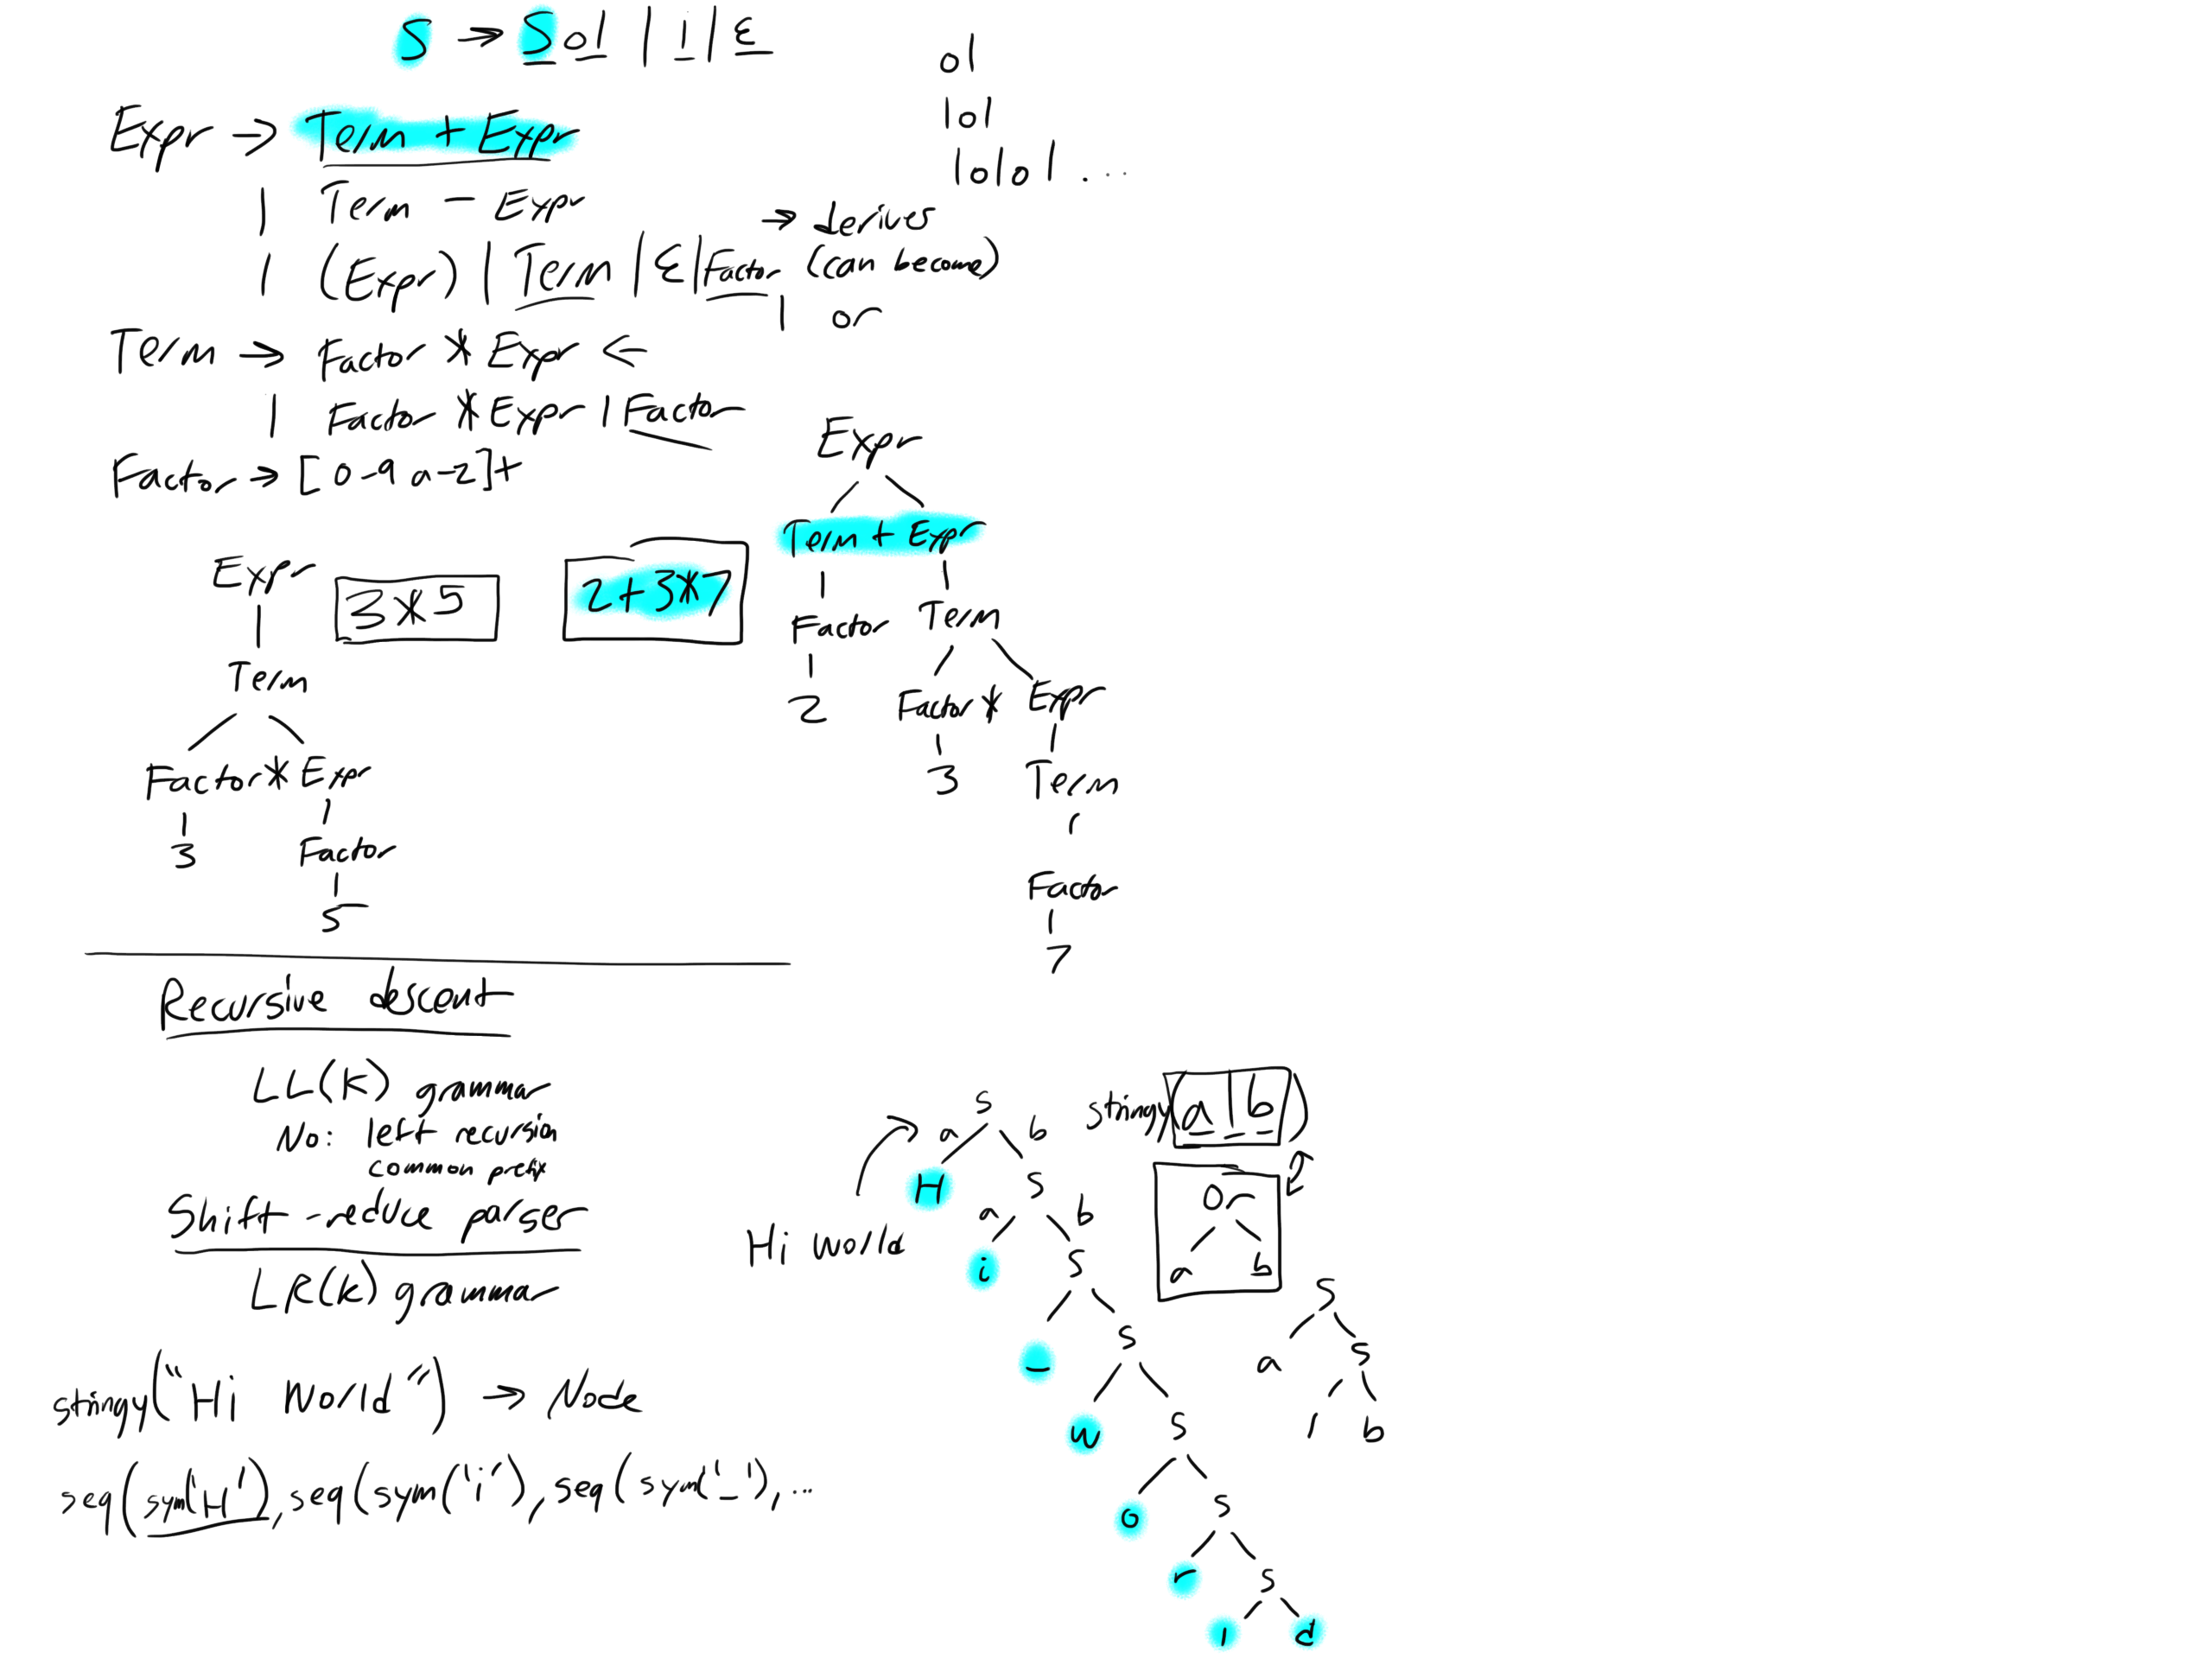 S → S01 | 1 | ε
01
101
10101 ...
Expr → Term + Expr
| Term - Expr
| (Expr) | Term | ε | Factor
→ derives
(can become)
| or
Term → Factor * Expr ←
| Factor * Expr | Factor
Factor → [0-9 a-z]+
Expr
3*5
Term
Factor * Expr
3 Factor
5
2+3*7
Expr
Term + Expr
Factor Term
2 Factor * Expr
3 Term
Factor
7
Recursive descent
LL(k) grammar
No: left recursion
common prefix
Shift-reduce parser
LR(k) grammar
stringy("Hi World") → Node
seq(sym('H'), seq(sym('i'), seq(sym('_'), ...
Hi World
S
a b
H S
a b
i S
_ S
w S
o S
r S
l d
stringy(a|b)
Or
a b
S
a S
| b